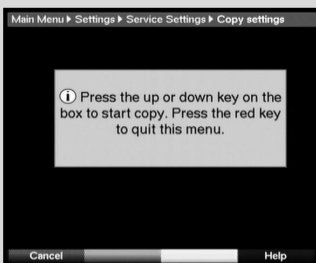 Main Menu ▸ Settings ▸ Service Settings ▸ Copy settings
ⓘ Press the up or down key on the
box to start copy. Press the red key
to quit this menu.
Cancel Help